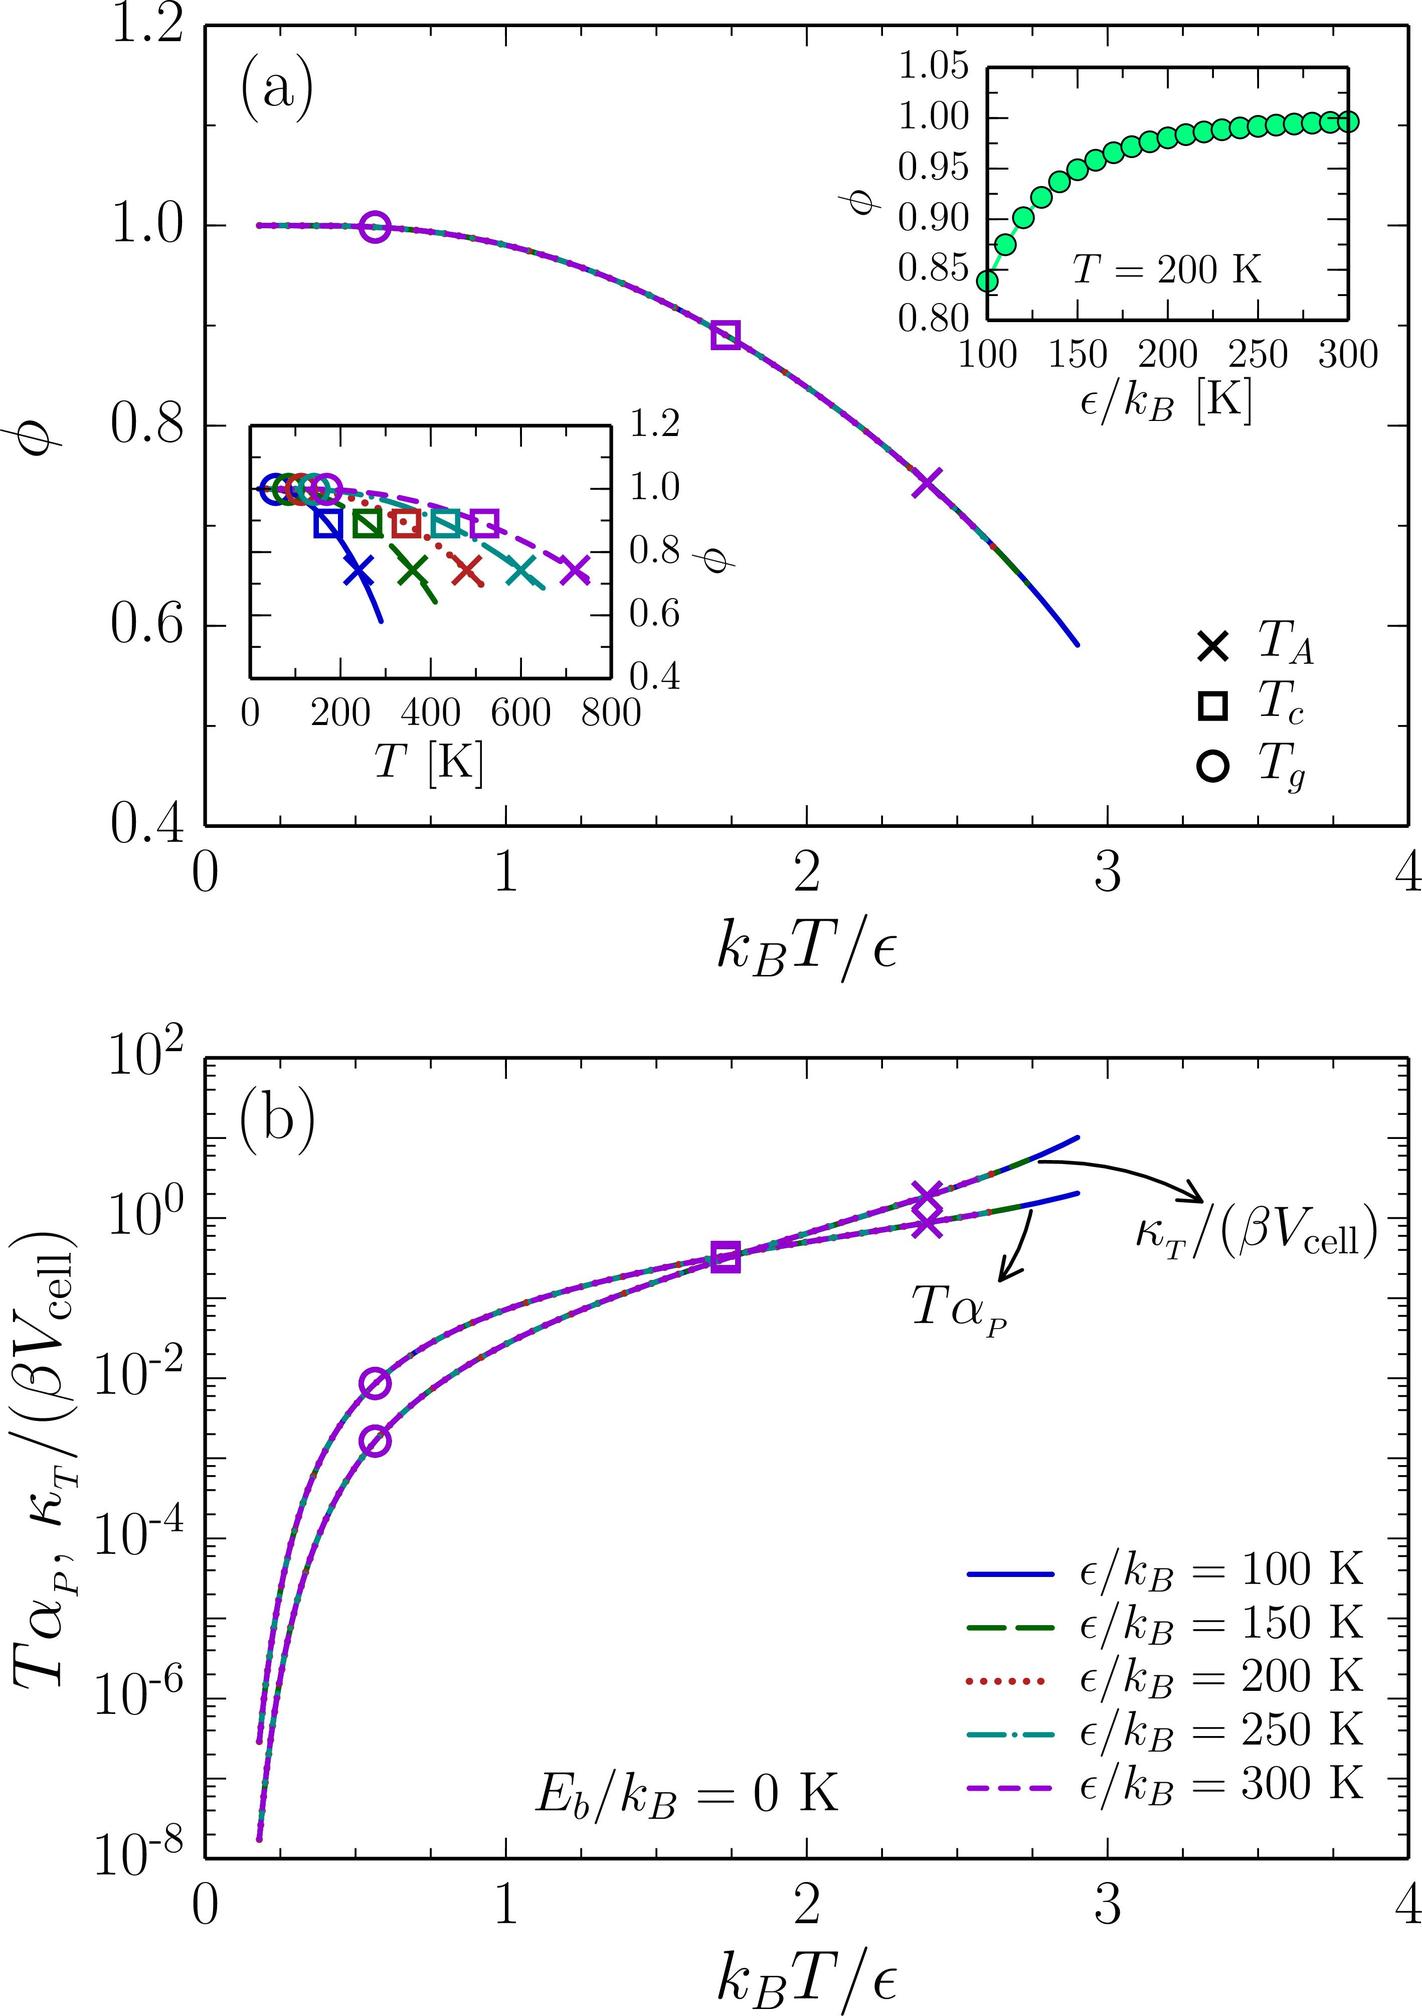 (a)
1.2
1.0
0.8
0.6
0.4
ϕ
0 1 2 3 4
k_BT/ϵ
1.05
1.00
0.95
0.90
0.85
0.80
ϕ
T = 200 K
100 150 200 250 300
ϵ/k_B [K]
1.2
1.0
0.8
0.6
0.4
ϕ
0 200 400 600 800
T [K]
T_A
T_c
T_g
(b)
10^2
10^0
10^-2
10^-4
10^-6
10^-8
Tα_P, κ_T/(βV_cell)
κ_T/(βV_cell)
Tα_P
ϵ/k_B = 100 K
ϵ/k_B = 150 K
ϵ/k_B = 200 K
ϵ/k_B = 250 K
ϵ/k_B = 300 K
E_b/k_B = 0 K
0 1 2 3 4
k_BT/ϵ